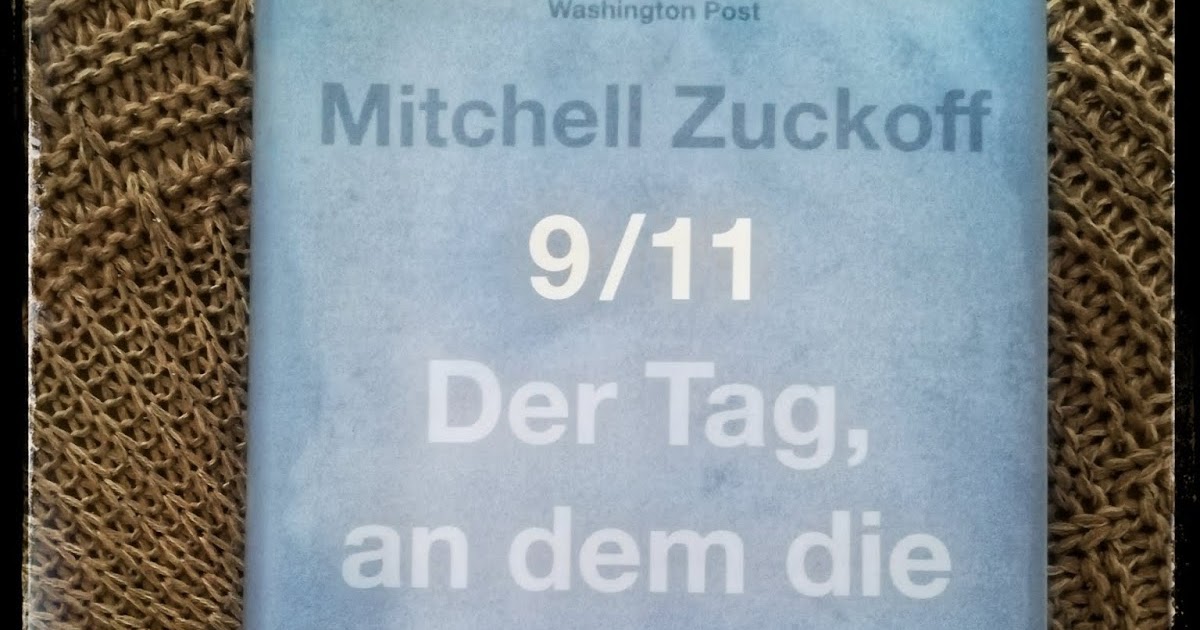 Washington Post
Mitchell Zuckoff
9/11
Der Tag,
an dem die